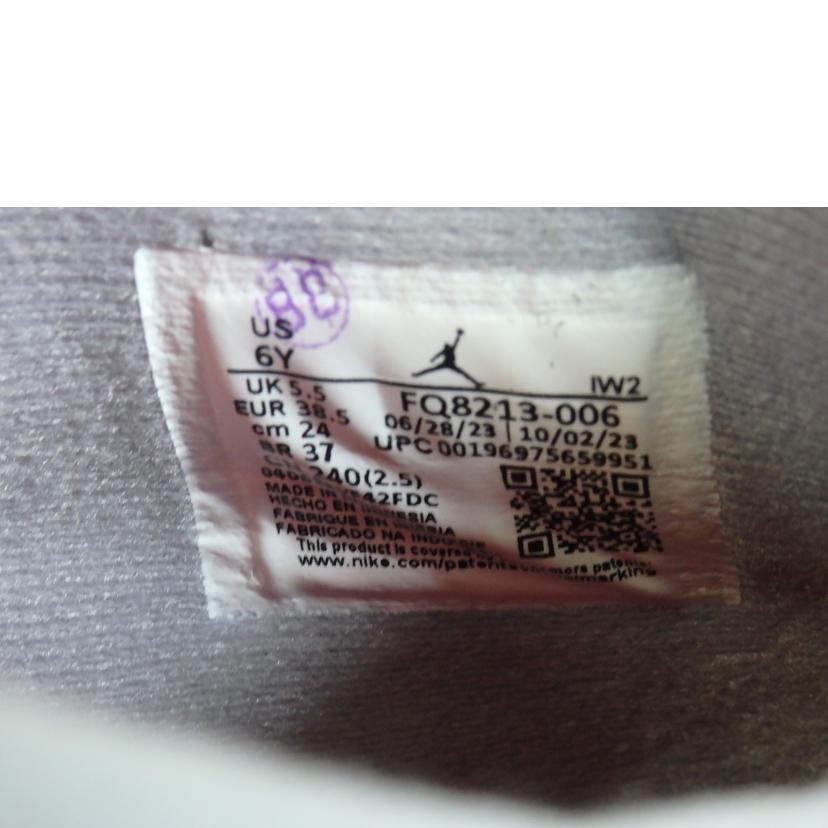 US
6Y
IW2
UK 5.5
FQ8213-006
EUR 38.5
06/28/23 | 10/02/23
cm 24
UPC 00196975659951
BR 37
240(2.5)
MADE IN
HECHO EN
FABRIQUE EN
FABRICADO NA
This product is covered
www.nike.com/patents